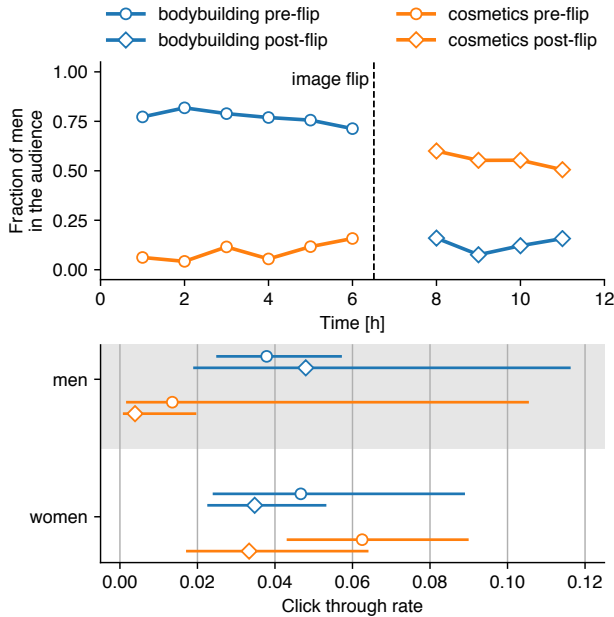 bodybuilding pre-flip
cosmetics pre-flip
bodybuilding post-flip
cosmetics post-flip
image flip
Fraction of men
in the audience
1.00
0.75
0.50
0.25
0.00
0 2 4 6 8 10 12
Time [h]
men
women
0.00 0.02 0.04 0.06 0.08 0.10 0.12
Click through rate